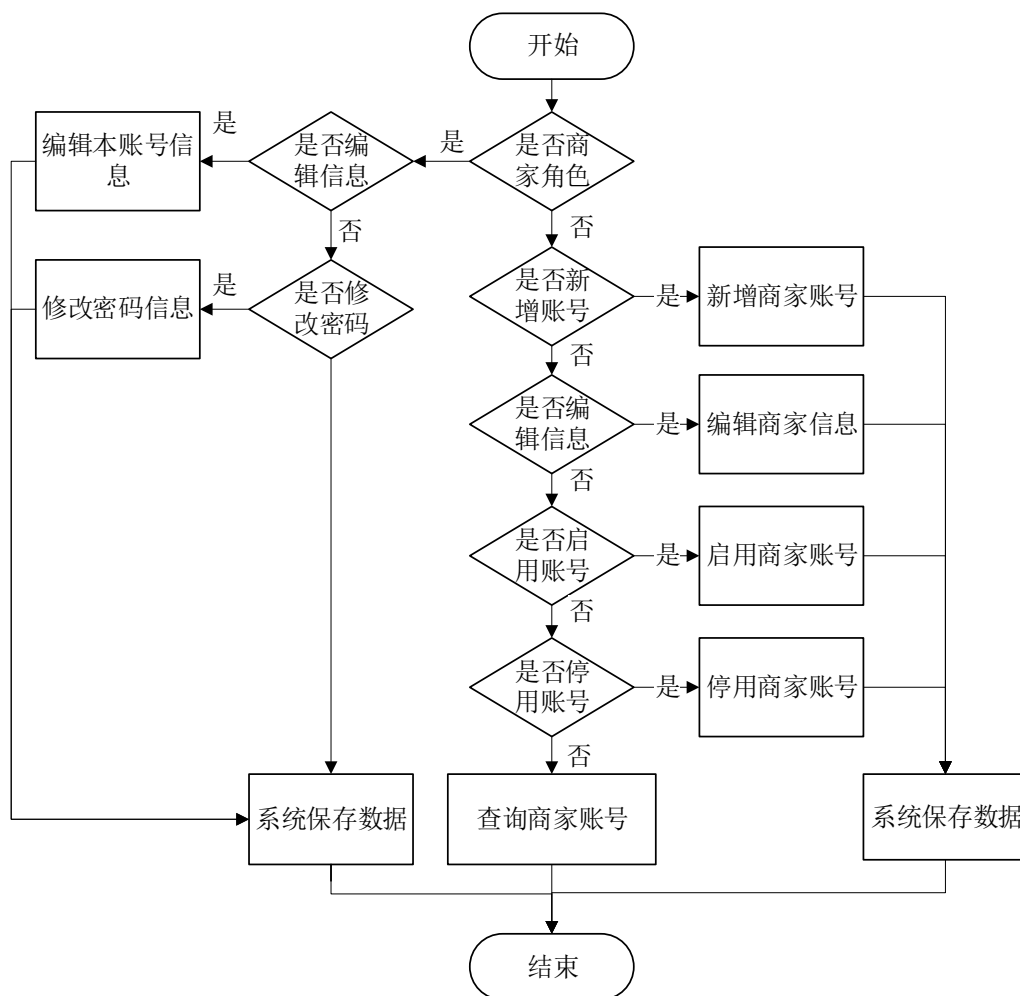 开始
是否商
家角色
是
是否编
辑信息
是
编辑本账号信
息
否
是否修
改密码
是
修改密码信息
否
是否新
增账号
是
新增商家账号
否
是否编
辑信息
是
编辑商家信息
否
是否启
用账号
是
启用商家账号
否
是否停
用账号
是
停用商家账号
否
系统保存数据
查询商家账号
系统保存数据
结束